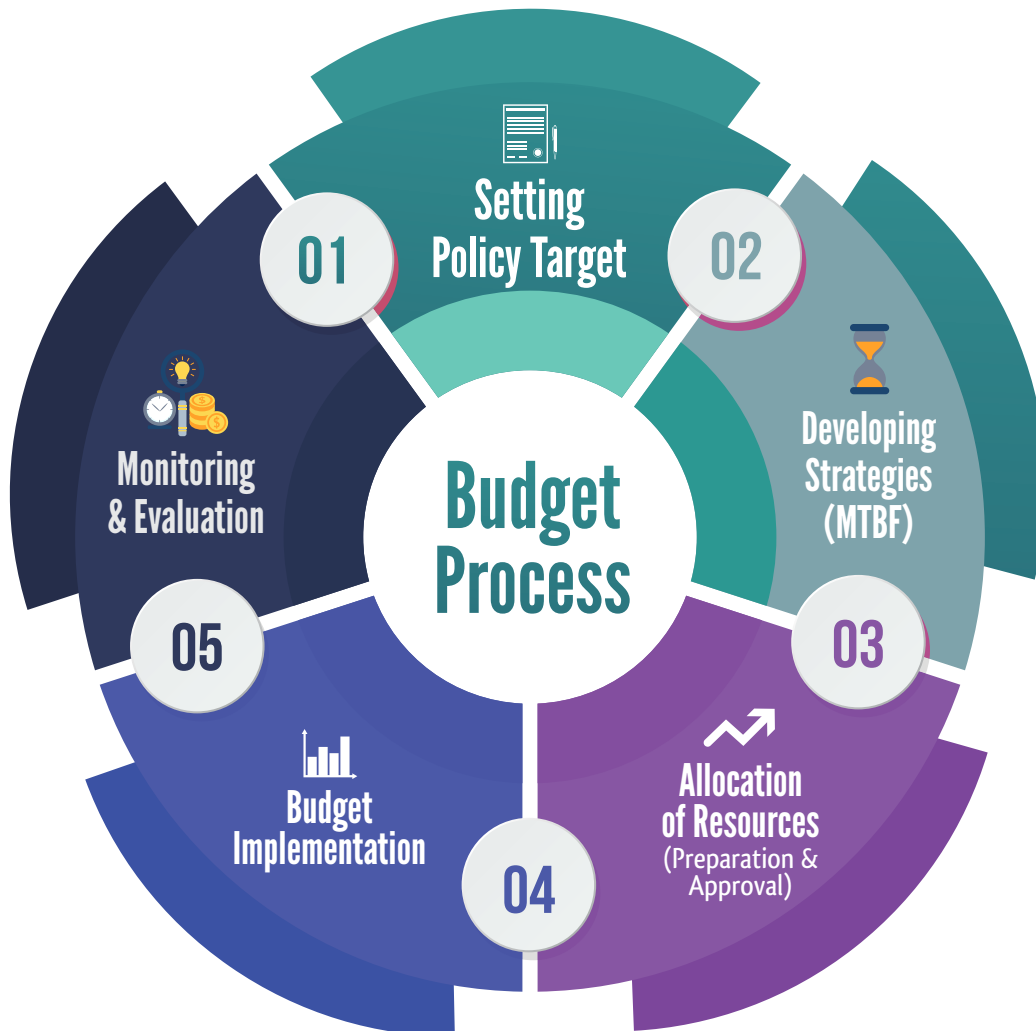 Budget
Process
01
Setting
Policy Target
02
Developing
Strategies
(MTBF)
03
Allocation
of Resources
(Preparation &
Approval)
04
Budget
Implementation
05
Monitoring
& Evaluation